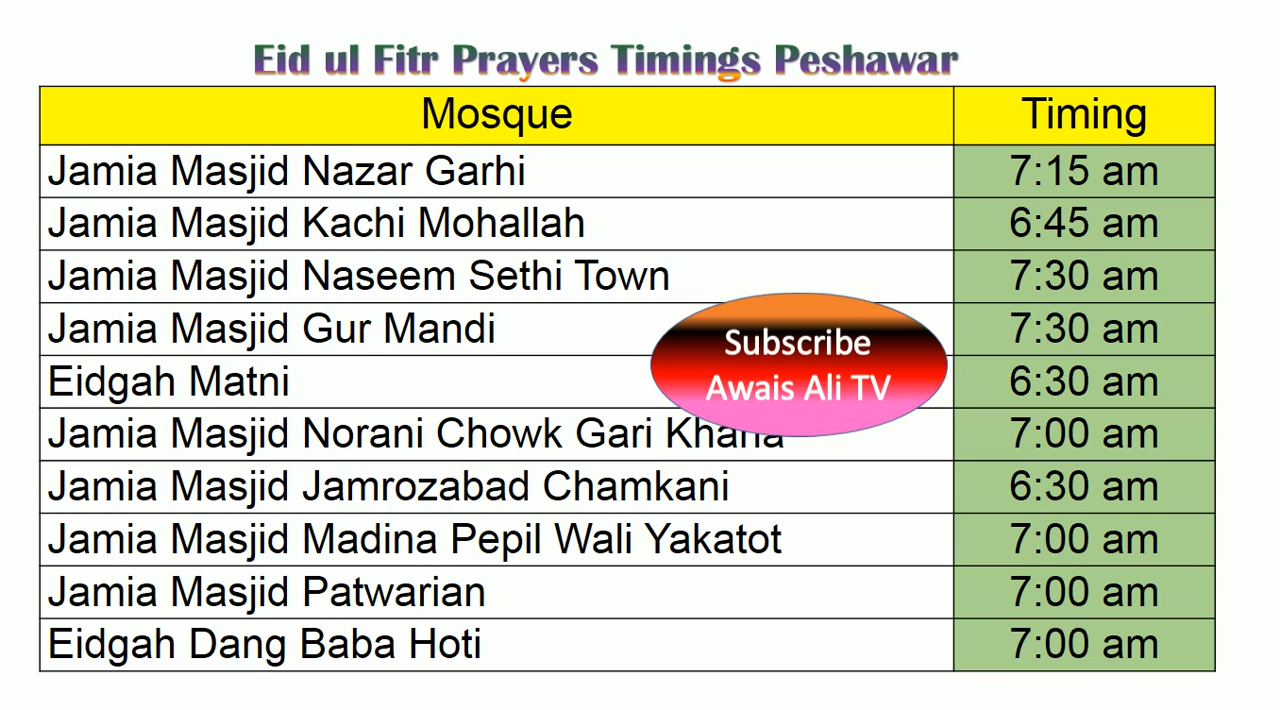 Eid ul Fitr Prayers Timings Peshawar
Mosque Timing
Jamia Masjid Nazar Garhi 7:15 am
Jamia Masjid Kachi Mohallah 6:45 am
Jamia Masjid Naseem Sethi Town 7:30 am
Jamia Masjid Gur Mandi 7:30 am
Subscribe
Awais Ali TV
Eidgah Matni 6:30 am
Jamia Masjid Norani Chowk Gari Khana 7:00 am
Jamia Masjid Jamrozabad Chamkani 6:30 am
Jamia Masjid Madina Pepil Wali Yakatot 7:00 am
Jamia Masjid Patwarian 7:00 am
Eidgah Dang Baba Hoti 7:00 am